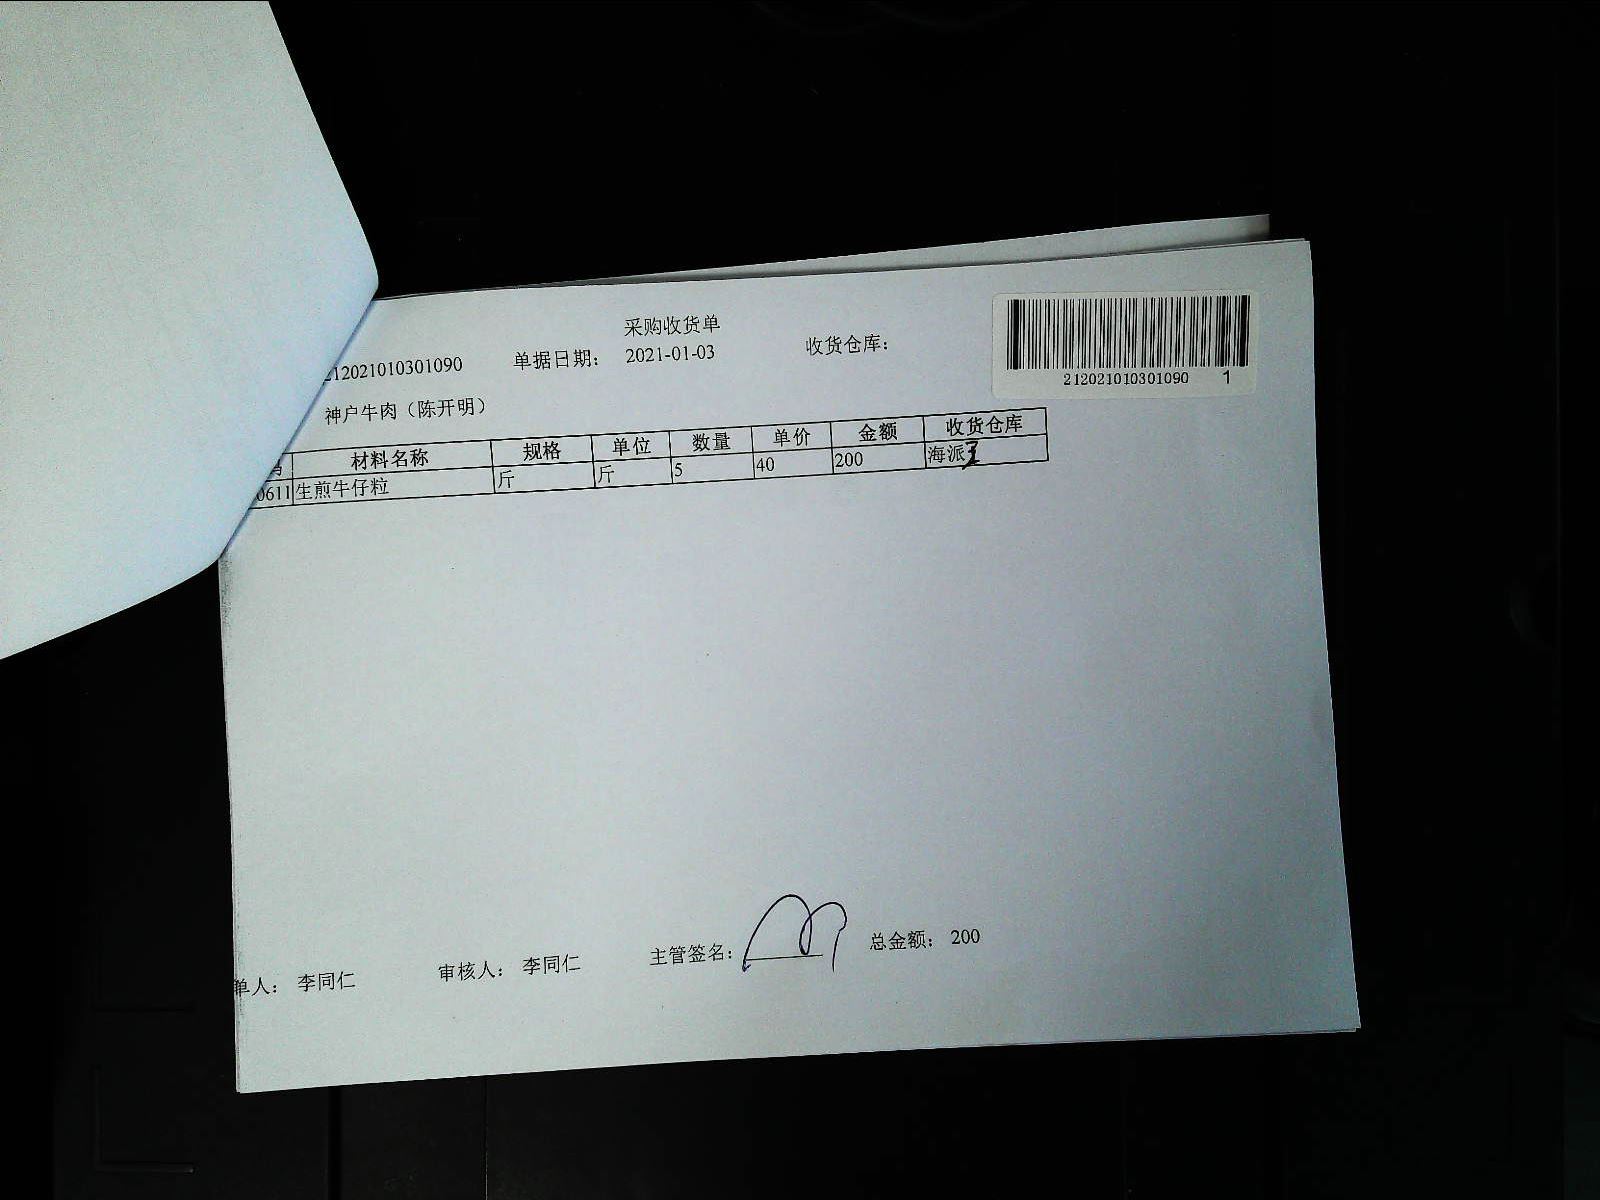 采购收货单
212021010301090 单据日期: 2021-01-03 收货仓库:
212021010301090 1
神户牛肉（陈开明）
材料名称 规格 单位 数量 单价 金额 收货仓库
0611 生煎牛仔粒 斤 斤 5 40 200 海派
单人: 李同仁 审核人: 李同仁 主管签名: 总金额: 200